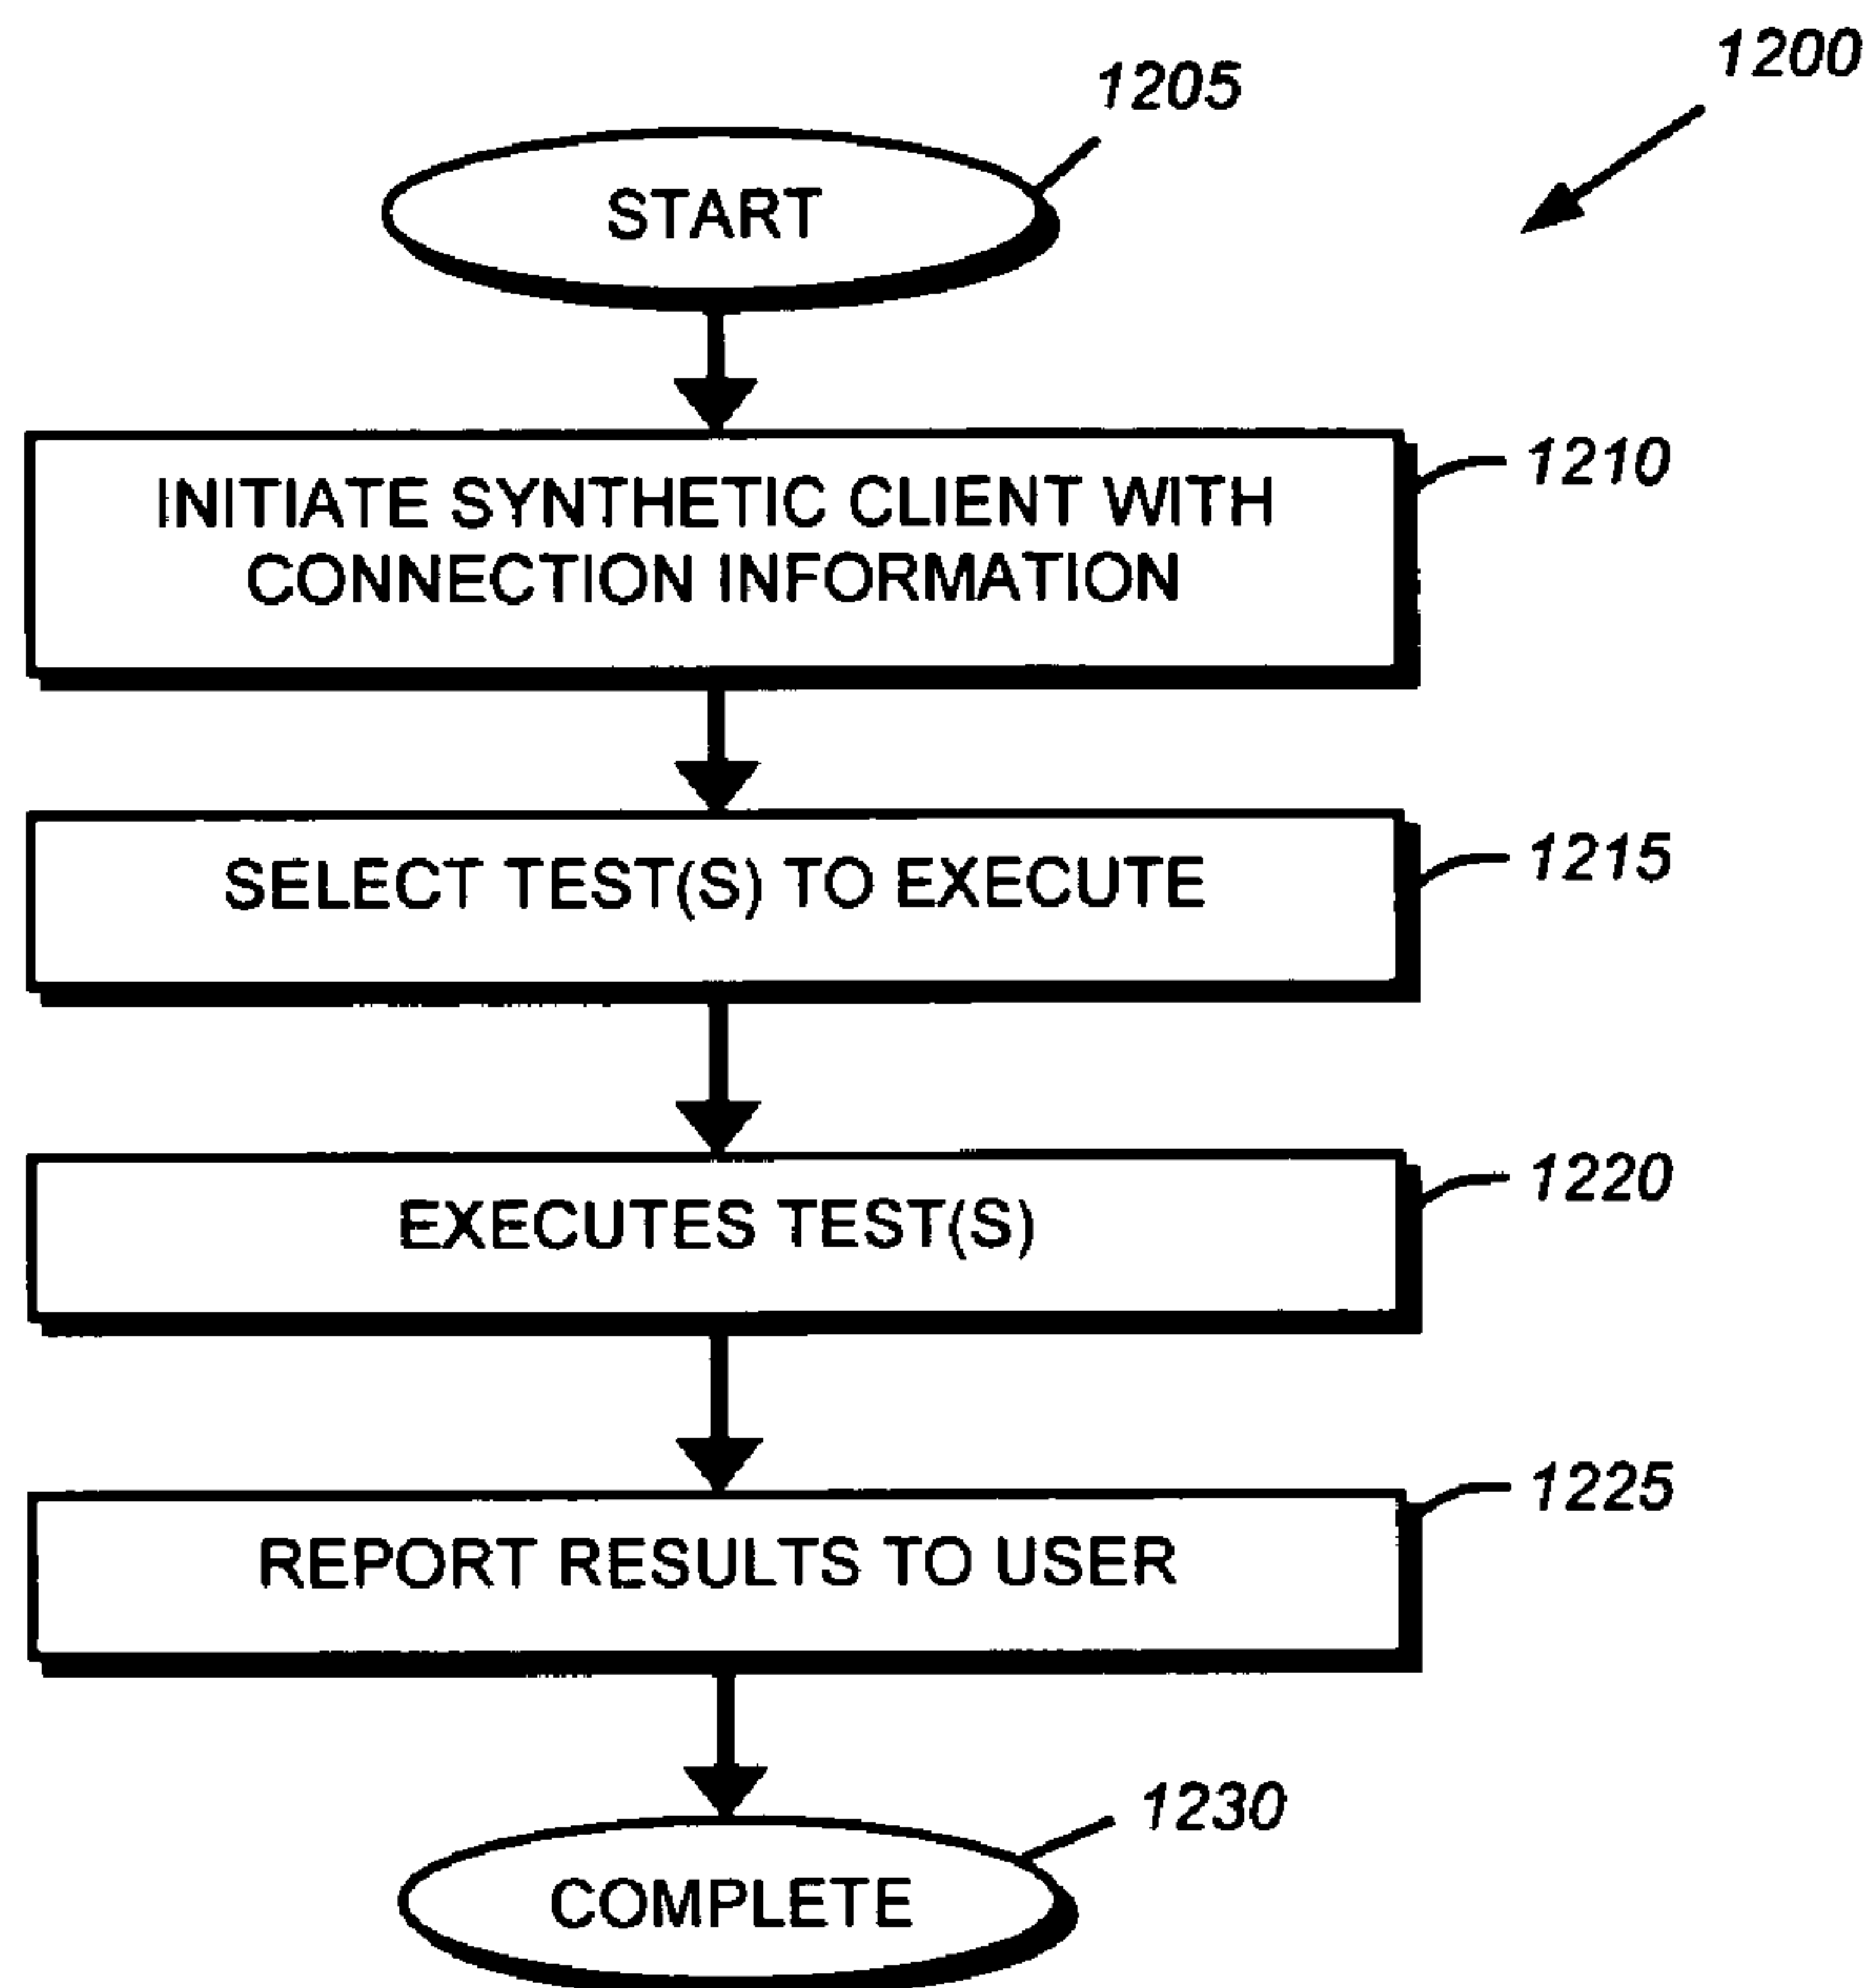 1200
1205
START
INITIATE SYNTHETIC CLIENT WITH
CONNECTION INFORMATION
1210
SELECT TEST(S) TO EXECUTE
1215
EXECUTES TEST(S)
1220
REPORT RESULTS TO USER
1225
1230
COMPLETE